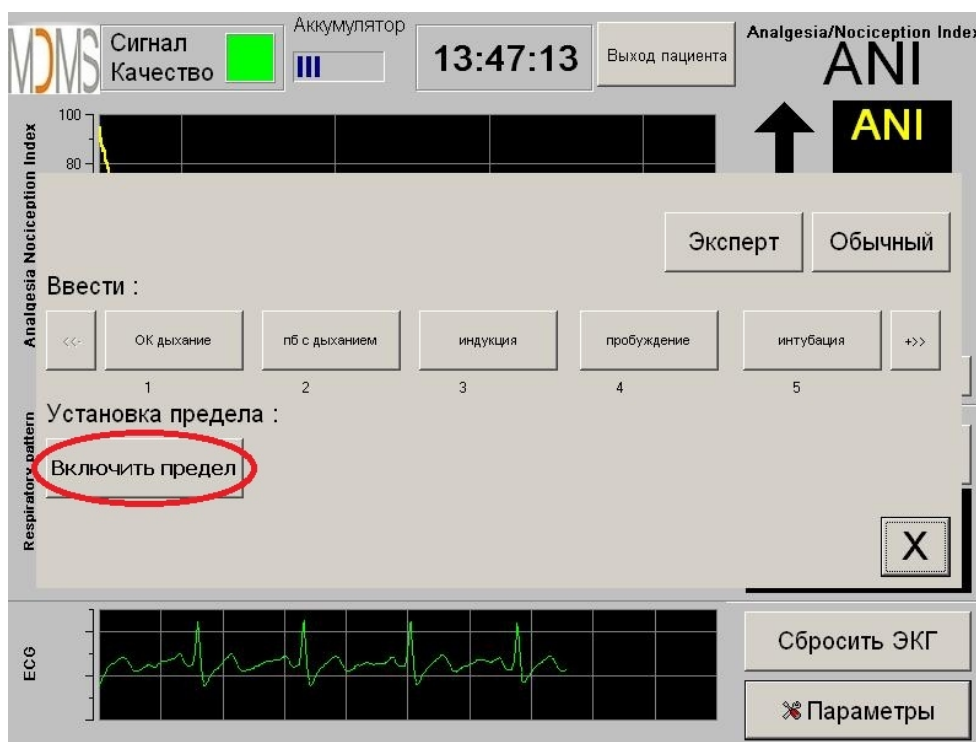 MDMS
Сигнал
Качество
Аккумулятор
13:47:13
Выход пациента
Analgesia/Nociception Index
ANI
ANI
Analgesia Nociception Index
100
80
Эксперт
Обычный
Ввести :
<<-
ОК дыхание
пб с дыханием
индукция
пробуждение
интубация
+>>
1
2
3
4
5
Установка предела :
Включить предел
Respiratory pattern
X
ECG
Сбросить ЭКГ
Параметры